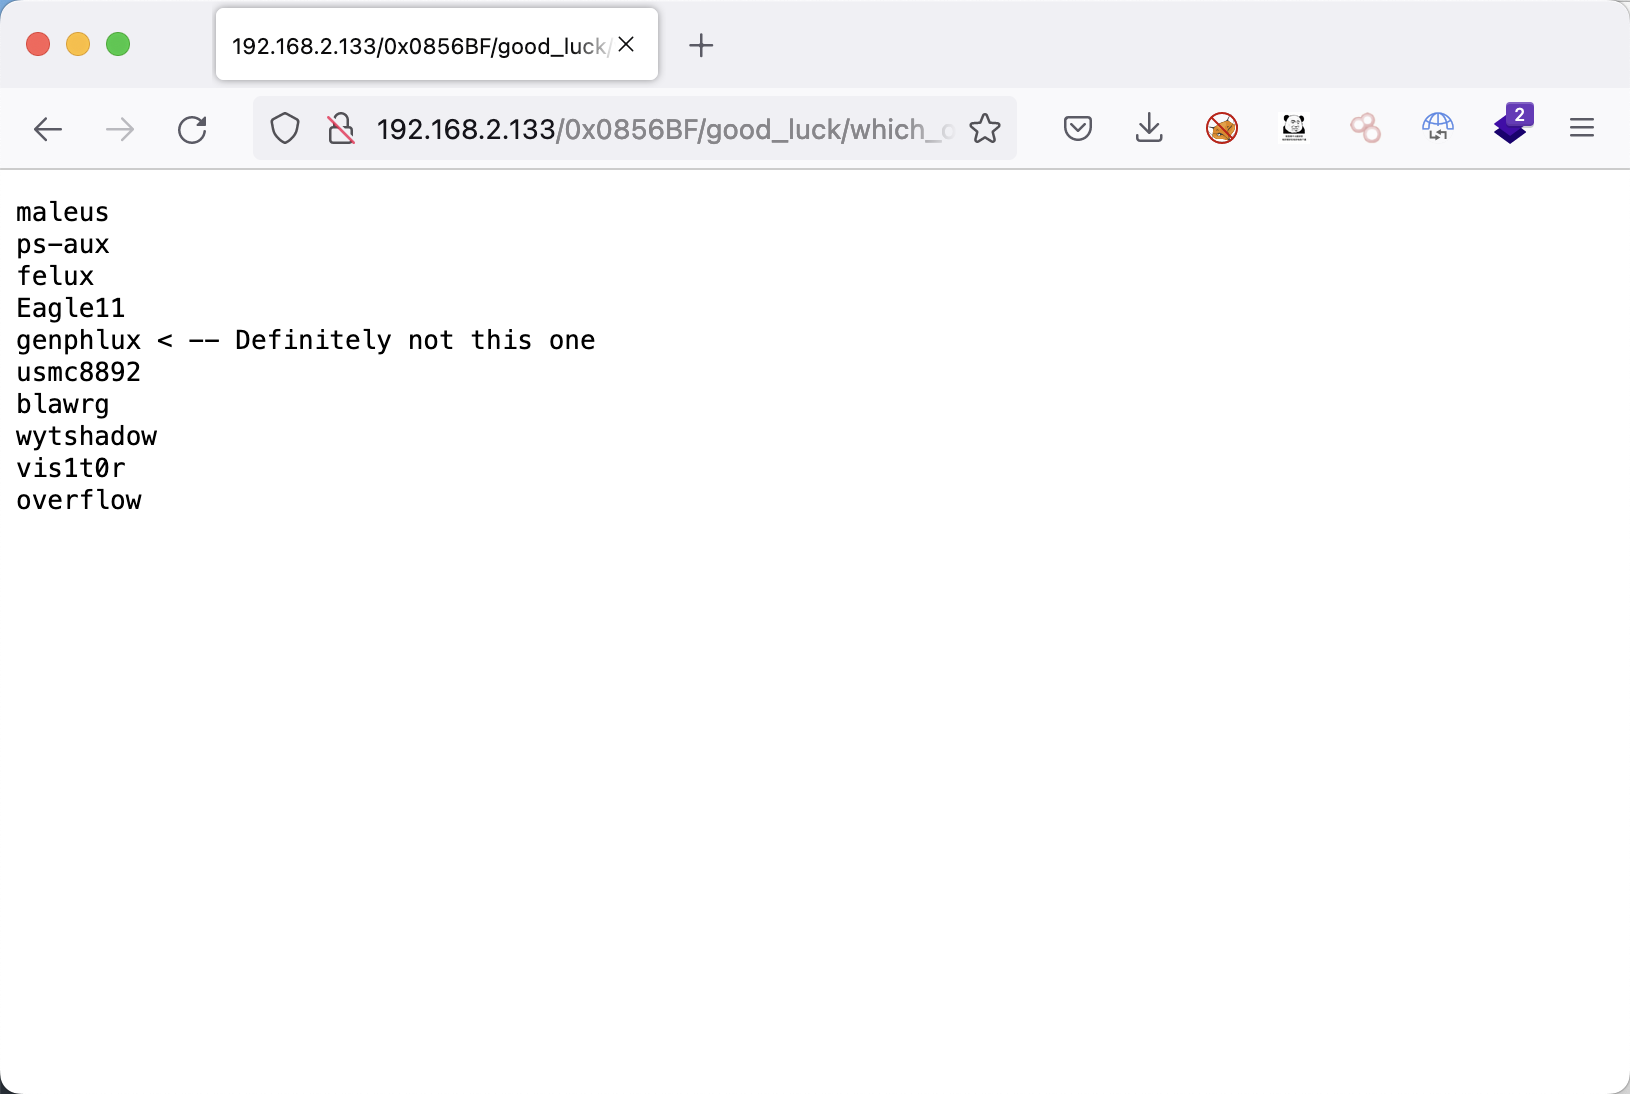 192.168.2.133/0x0856BF/good_luck/
192.168.2.133/0x0856BF/good_luck/which_o
2
maleus
ps-aux
felux
Eagle11
genphlux < -- Definitely not this one
usmc8892
blawrg
wytshadow
vis1t0r
overflow